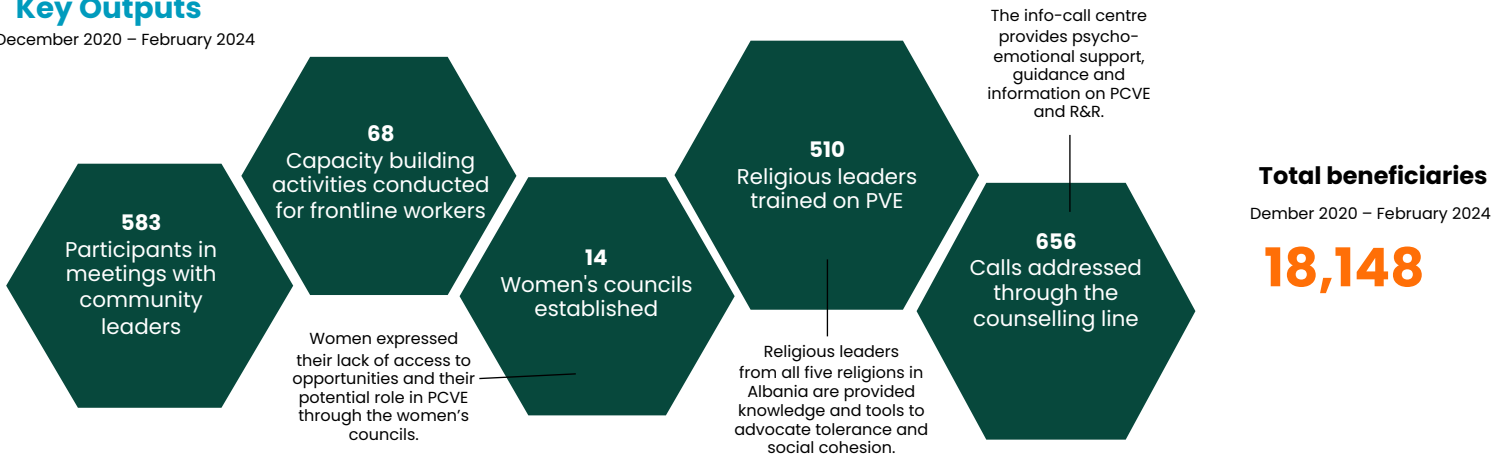 Key Outputs
December 2020 – February 2024
583
Participants in
meetings with
community
leaders
68
Capacity building
activities conducted
for frontline workers
14
Women's councils
established
Women expressed
their lack of access to
opportunities and their
potential role in PCVE
through the women’s
councils.
510
Religious leaders
trained on PVE
Religious leaders
from all five religions in
Albania are provided
knowledge and tools to
advocate tolerance and
social cohesion.
The info-call centre
provides psycho-
emotional support,
guidance and
information on PCVE
and R&R.
656
Calls addressed
through the
counselling line
Total beneficiaries
Dember 2020 – February 2024
18,148